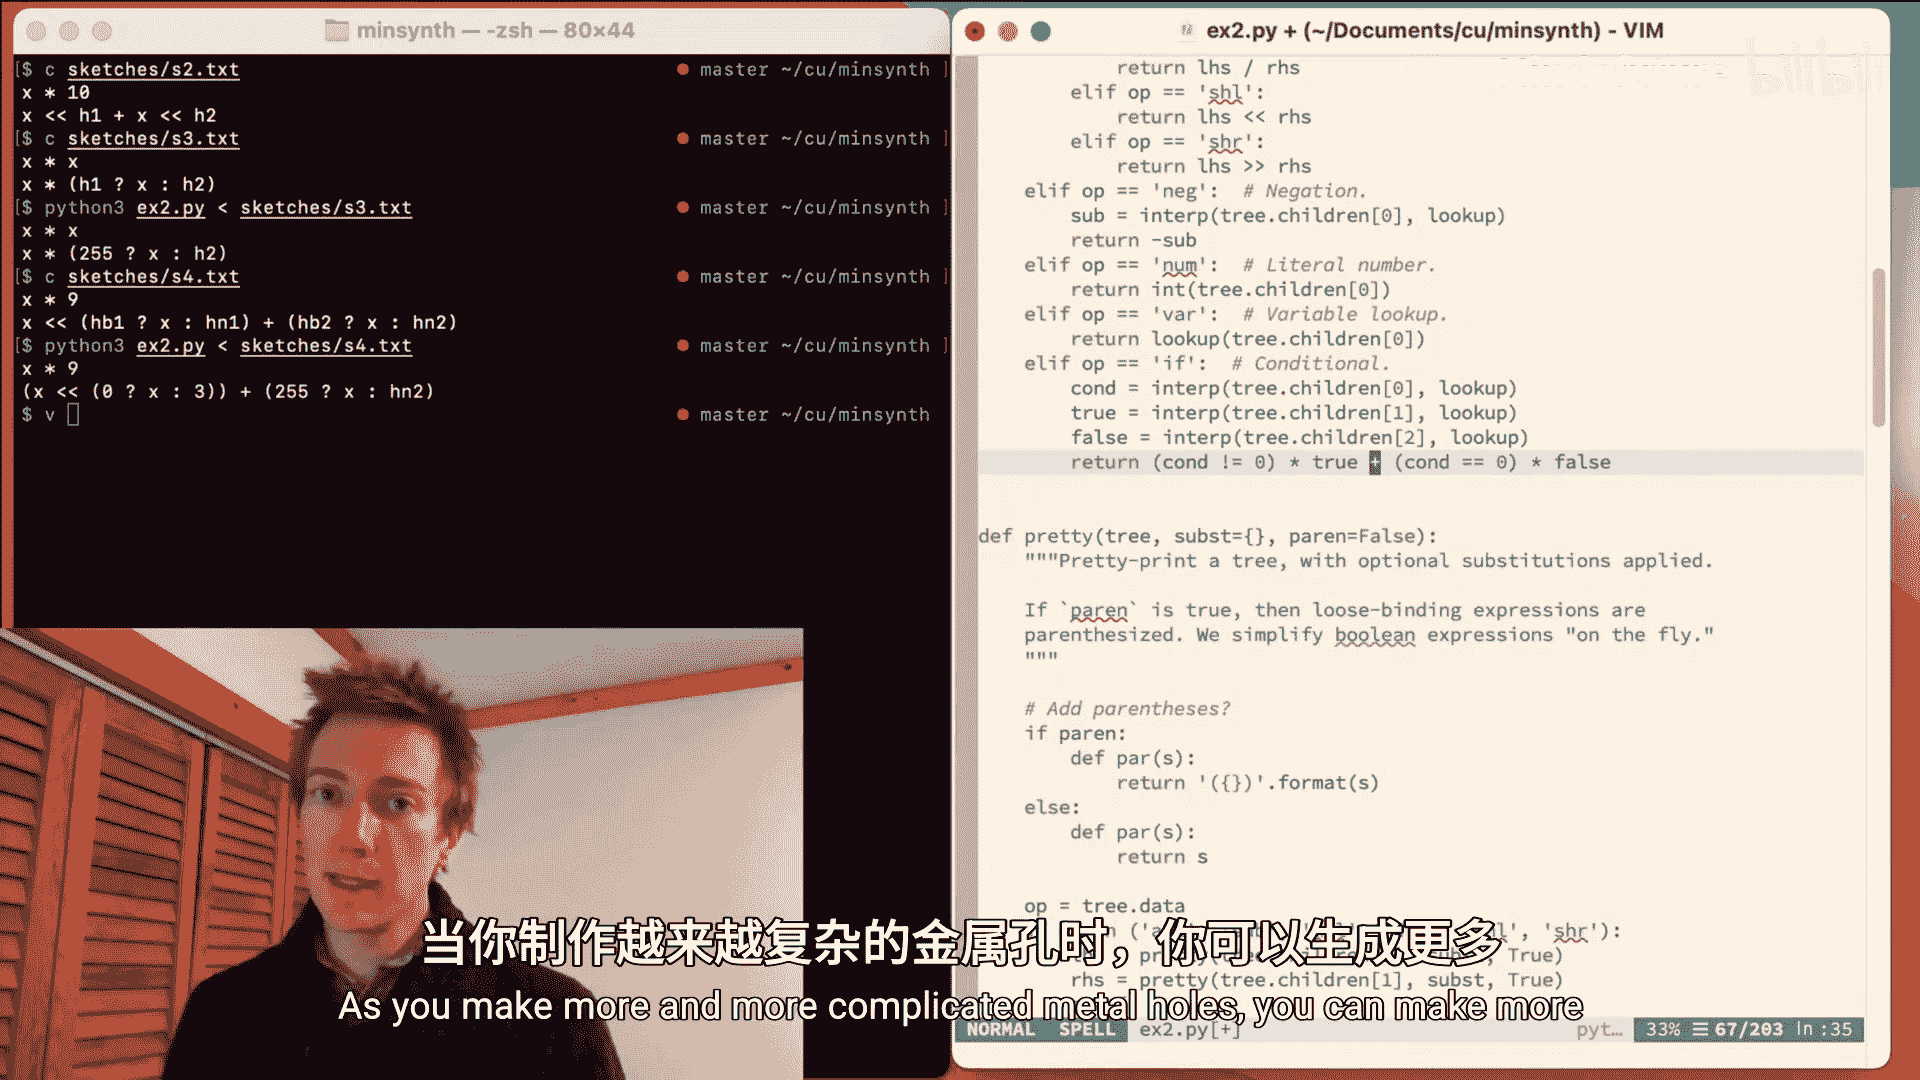 minsynth — -zsh — 80×44
[$ c sketches/s2.txt ● master ~/cu/minsynth ]
x * 10
x << h1 + x << h2
[$ c sketches/s3.txt ● master ~/cu/minsynth ]
x * x
x * (h1 ? x : h2)
[$ python3 ex2.py < sketches/s3.txt ● master ~/cu/minsynth ]
x * x
x * (255 ? x : h2)
[$ c sketches/s4.txt ● master ~/cu/minsynth ]
x * 9
x << (hb1 ? x : hn1) + (hb2 ? x : hn2)
[$ python3 ex2.py < sketches/s4.txt ● master ~/cu/minsynth ]
x * 9
(x << (0 ? x : 3)) + (255 ? x : hn2)
$ v ● master ~/cu/minsynth
ex2.py + (~/Documents/cu/minsynth) - VIM
bilibili
return lhs / rhs
elif op == 'shl':
return lhs << rhs
elif op == 'shr':
return lhs >> rhs
elif op == 'neg':  # Negation.
sub = interp(tree.children[0], lookup)
return -sub
elif op == 'num':  # Literal number.
return int(tree.children[0])
elif op == 'var':  # Variable lookup.
return lookup(tree.children[0])
elif op == 'if':  # Conditional.
cond = interp(tree.children[0], lookup)
true = interp(tree.children[1], lookup)
false = interp(tree.children[2], lookup)
return (cond != 0) * true + (cond == 0) * false
def pretty(tree, subst={}, paren=False):
"""Pretty-print a tree, with optional substitutions applied.
If `paren` is true, then loose-binding expressions are
parenthesized. We simplify boolean expressions "on the fly."
"""
# Add parentheses?
if paren:
def par(s):
return '({})'.format(s)
else:
def par(s):
return s
op = tree.data
', 'shr'):
pretty(tree.children True)
rhs = pretty(tree.children[1], subst, True)
NORMAL SPELL ex2.py[+] pyt… 33% ☰ 67/203 ln :35
当你制作越来越复杂的金属孔时，你可以生成更多
As you make more and more complicated metal holes, you can make more